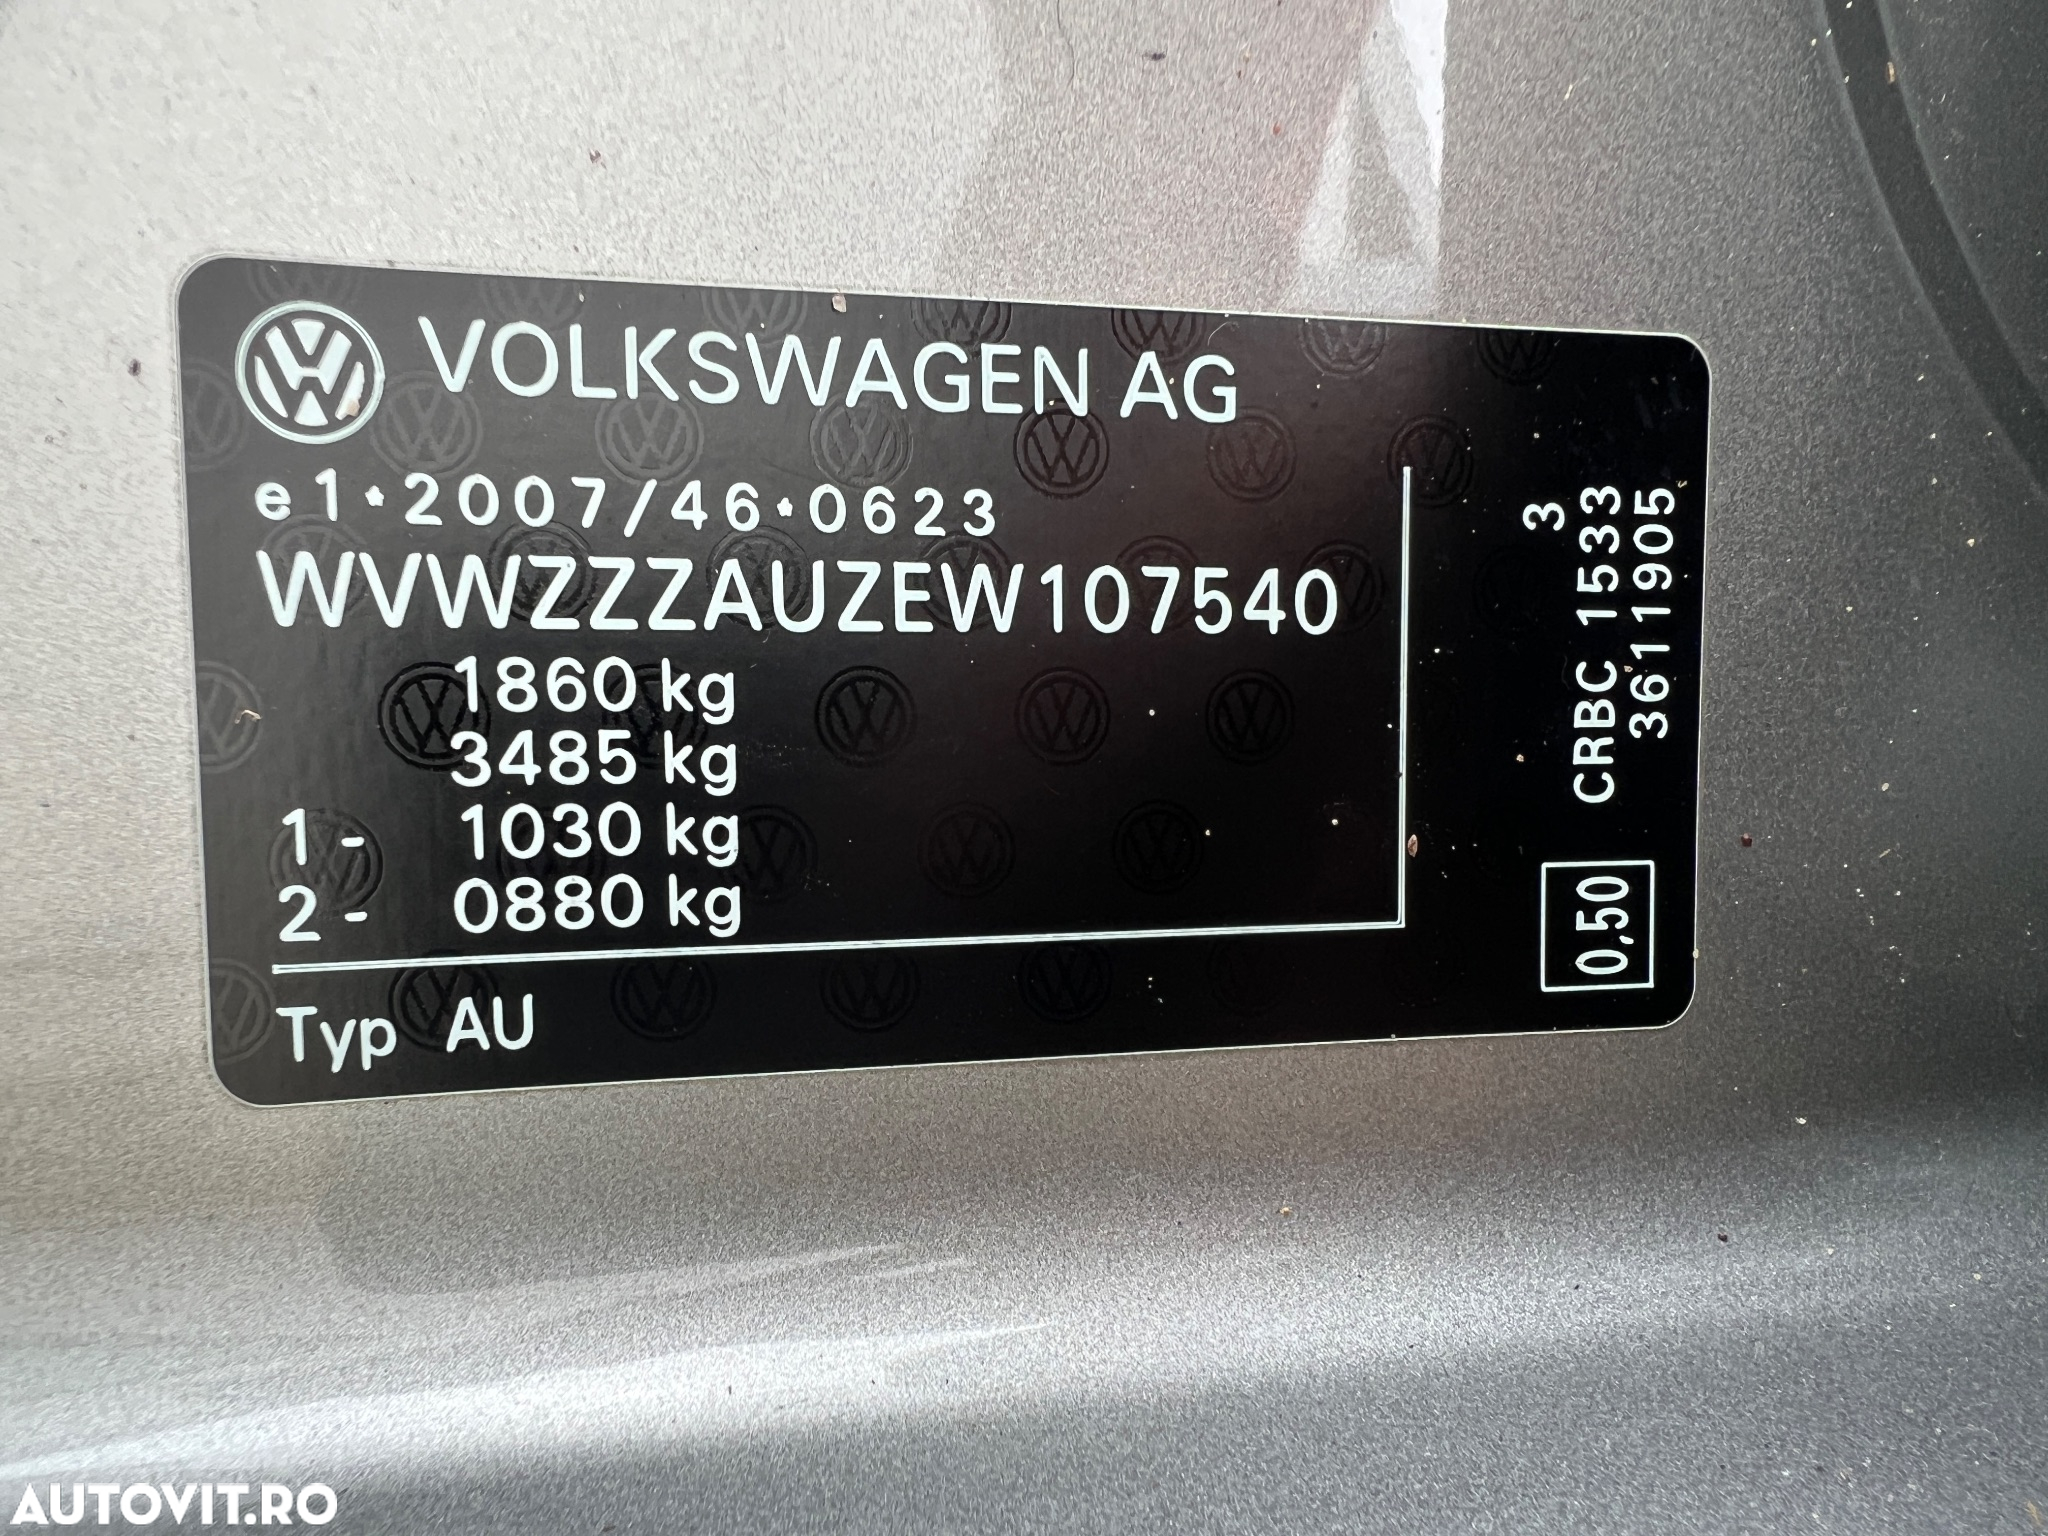 VOLKSWAGEN AG
e1*2007/46*0623
WVWZZZAUZEW107540
1860 kg
3485 kg
1 - 1030 kg
2 - 0880 kg
Typ AU
3
CRBC 1533
3611905
0,50
AUTOVIT.RO